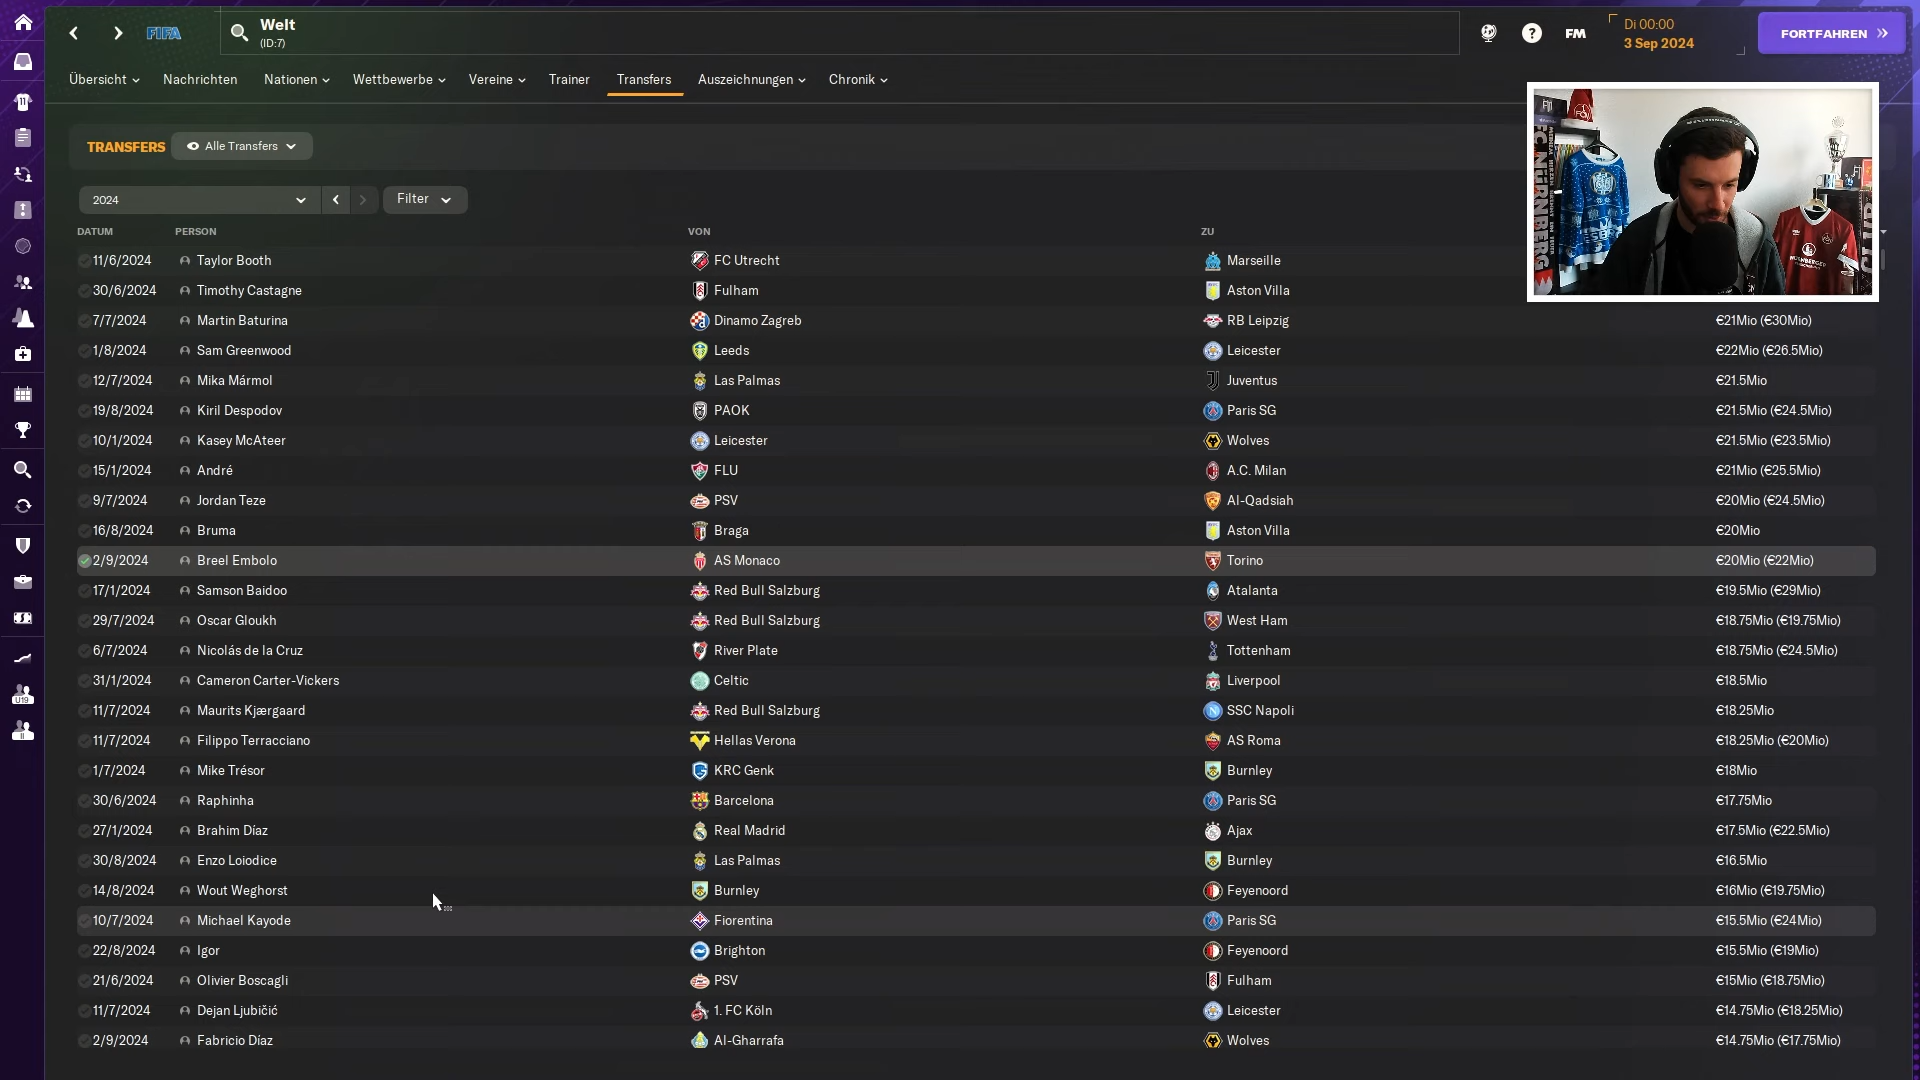 Welt
(ID:7)
FIFA
FM
Di 00:00
3 Sep 2024
FORTFAHREN
Übersicht
Nachrichten
Nationen
Wettbewerbe
Vereine
Trainer
Transfers
Auszeichnungen
Chronik
TRANSFERS
Alle Transfers
2024
Filter
DATUM PERSON VON ZU
11/6/2024 Taylor Booth FC Utrecht Marseille
30/6/2024 Timothy Castagne Fulham Aston Villa
7/7/2024 Martin Baturina Dinamo Zagreb RB Leipzig €21Mio (€30Mio)
1/8/2024 Sam Greenwood Leeds Leicester €22Mio (€26.5Mio)
12/7/2024 Mika Mármol Las Palmas Juventus €21.5Mio
19/8/2024 Kiril Despodov PAOK Paris SG €21.5Mio (€24.5Mio)
10/1/2024 Kasey McAteer Leicester Wolves €21.5Mio (€23.5Mio)
15/1/2024 André FLU A.C. Milan €21Mio (€25.5Mio)
9/7/2024 Jordan Teze PSV Al-Qadsiah €20Mio (€24.5Mio)
16/8/2024 Bruma Braga Aston Villa €20Mio
2/9/2024 Breel Embolo AS Monaco Torino €20Mio (€22Mio)
17/1/2024 Samson Baidoo Red Bull Salzburg Atalanta €19.5Mio (€29Mio)
29/7/2024 Oscar Gloukh Red Bull Salzburg West Ham €18.75Mio (€19.75Mio)
6/7/2024 Nicolás de la Cruz River Plate Tottenham €18.75Mio (€24.5Mio)
31/1/2024 Cameron Carter-Vickers Celtic Liverpool €18.5Mio
11/7/2024 Maurits Kjærgaard Red Bull Salzburg SSC Napoli €18.25Mio
11/7/2024 Filippo Terracciano Hellas Verona AS Roma €18.25Mio (€20Mio)
1/7/2024 Mike Trésor KRC Genk Burnley €18Mio
30/6/2024 Raphinha Barcelona Paris SG €17.75Mio
27/1/2024 Brahim Díaz Real Madrid Ajax €17.5Mio (€22.5Mio)
30/8/2024 Enzo Loiodice Las Palmas Burnley €16.5Mio
14/8/2024 Wout Weghorst Burnley Feyenoord €16Mio (€19.75Mio)
10/7/2024 Michael Kayode Fiorentina Paris SG €15.5Mio (€24Mio)
22/8/2024 Igor Brighton Feyenoord €15.5Mio (€19Mio)
21/6/2024 Olivier Boscagli PSV Fulham €15Mio (€18.75Mio)
11/7/2024 Dejan Ljubičić 1. FC Köln Leicester €14.75Mio (€18.25Mio)
2/9/2024 Fabricio Díaz Al-Gharrafa Wolves €14.75Mio (€17.75Mio)
U19
II
FC NÜRNBERG